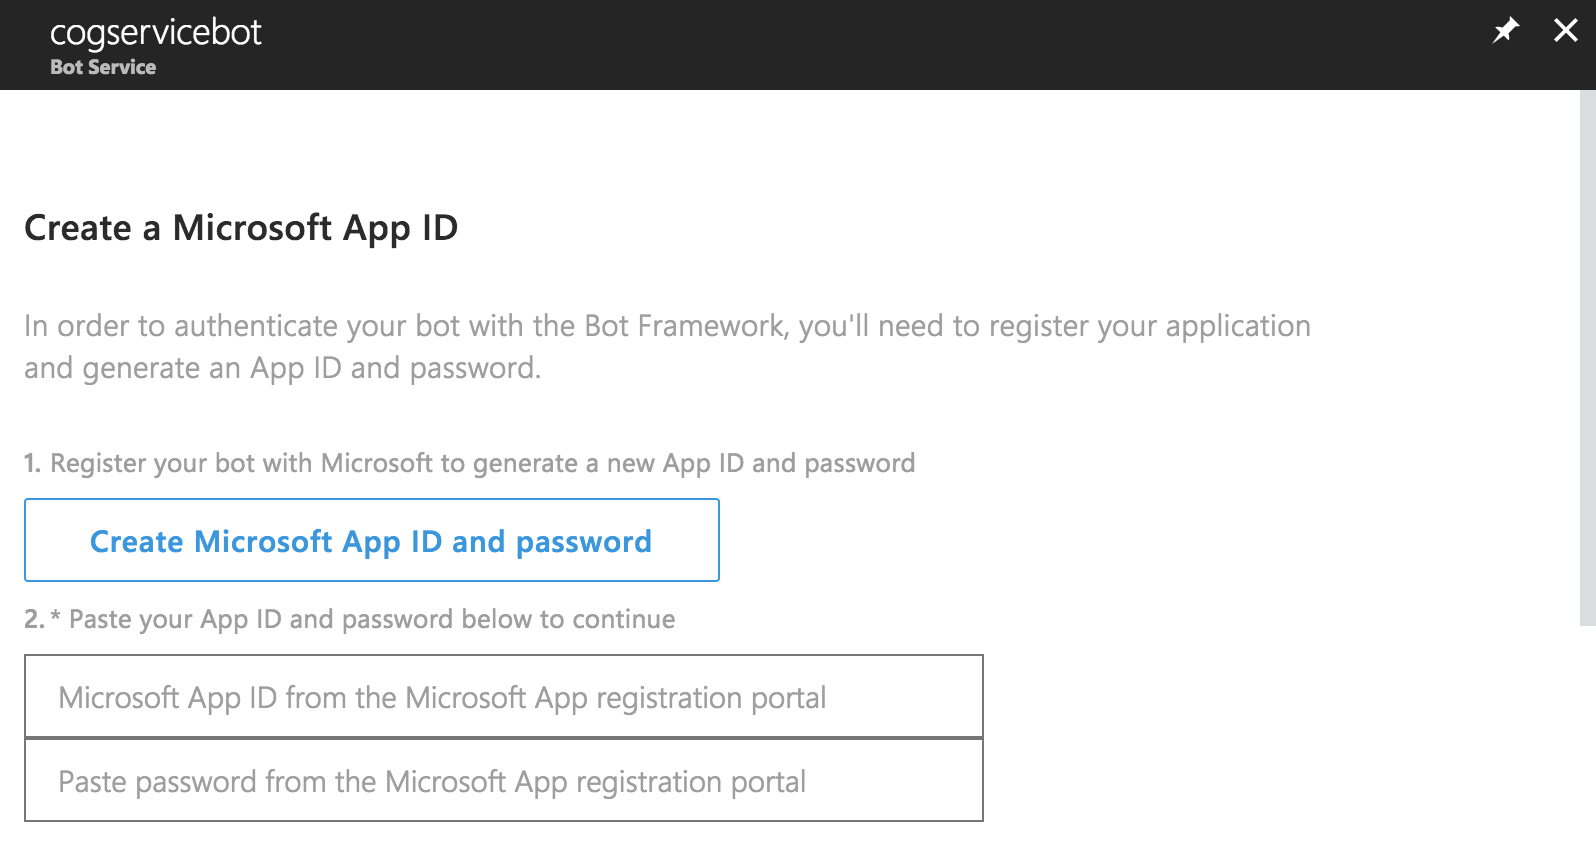 cogservicebot
Bot Service
Create a Microsoft App ID
In order to authenticate your bot with the Bot Framework, you'll need to register your application
and generate an App ID and password.
1. Register your bot with Microsoft to generate a new App ID and password
Create Microsoft App ID and password
2. * Paste your App ID and password below to continue
Microsoft App ID from the Microsoft App registration portal
Paste password from the Microsoft App registration portal